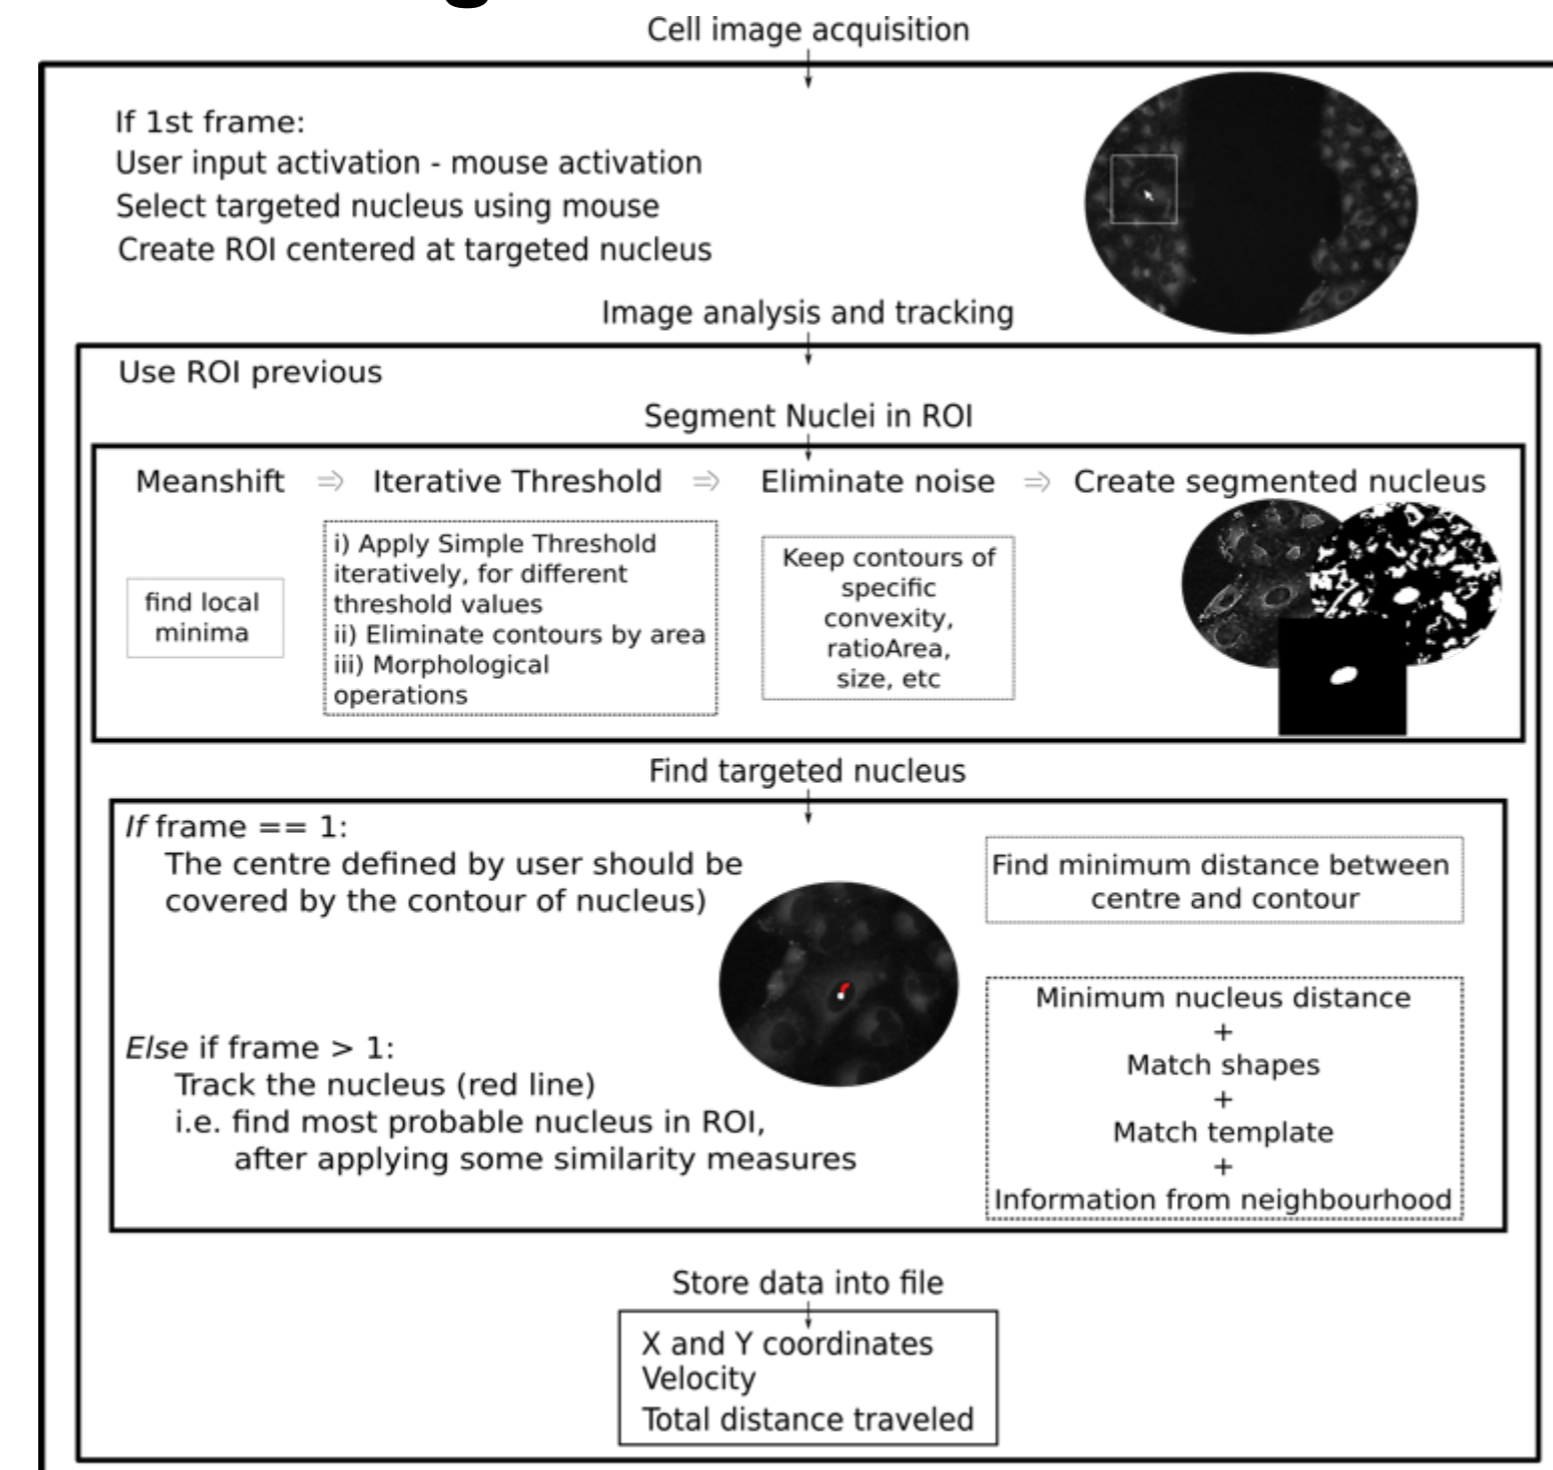 Cell image acquisition
If 1st frame:
User input activation - mouse activation
Select targeted nucleus using mouse
Create ROI centered at targeted nucleus
Image analysis and tracking
Use ROI previous
Segment Nuclei in ROI
Meanshift ⇒ Iterative Threshold ⇒ Eliminate noise ⇒ Create segmented nucleus
find local
minima
i) Apply Simple Threshold
iteratively, for different
threshold values
ii) Eliminate contours by area
iii) Morphological
operations
Keep contours of
specific
convexity,
ratioArea,
size, etc
Find targeted nucleus
If frame == 1:
The centre defined by user should be
covered by the contour of nucleus)
Find minimum distance between
centre and contour
Else if frame > 1:
Track the nucleus (red line)
i.e. find most probable nucleus in ROI,
after applying some similarity measures
Minimum nucleus distance
+
Match shapes
+
Match template
+
Information from neighbourhood
Store data into file
X and Y coordinates
Velocity
Total distance traveled